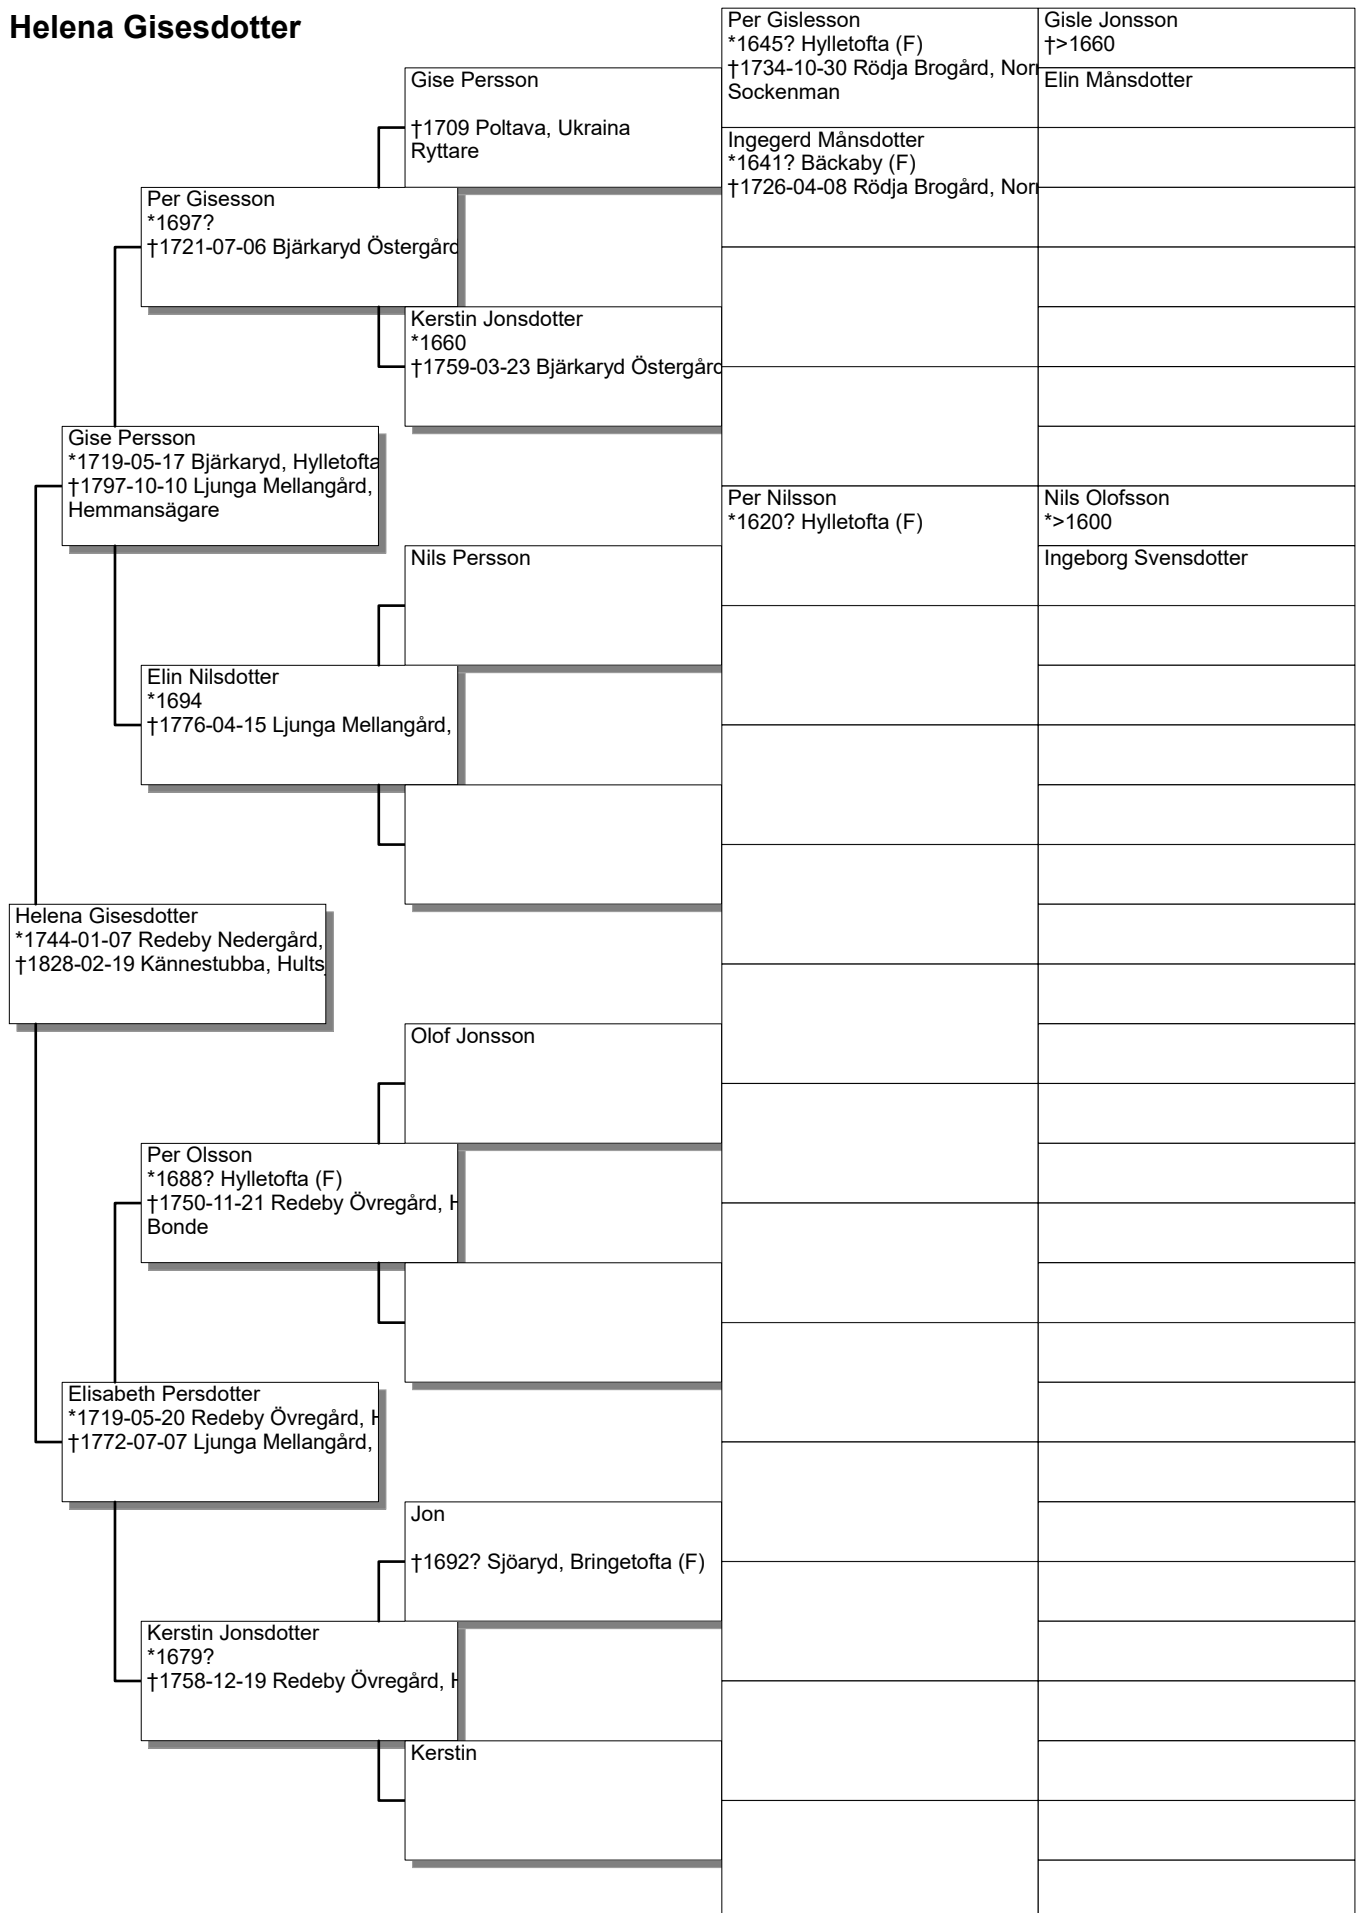 Helena Gisesdotter
Per Gislesson
*1645? Hylletofta (F)
†1734-10-30 Rödja Brogård,
Sockenman
Gisle Jonsson
†>1660
Elin Månsdotter
Gise Persson
†1709 Poltava, Ukraina
Ryttare
Ingegerd Månsdotter
*1641? Bäckaby (F)
†1726-04-08 Rödja Brogård,
Per Gisesson
*1697?
†1721-07-06 Bjärkaryd Östergård
Kerstin Jonsdotter
*1660
†1759-03-23 Bjärkaryd Östergård
Gise Persson
*1719-05-17 Bjärkaryd, Hylletofta
†1797-10-10 Ljunga Mellangård,
Hemmansägare
Per Nilsson
*1620? Hylletofta (F)
Nils Olofsson
*>1600
Ingeborg Svensdotter
Nils Persson
Elin Nilsdotter
*1694
†1776-04-15 Ljunga Mellangård,
Helena Gisesdotter
*1744-01-07 Redeby Nedergård,
†1828-02-19 Kännestubba, Hults
Olof Jonsson
Per Olsson
*1688? Hylletofta (F)
†1750-11-21 Redeby Övregård,
Bonde
Elisabeth Persdotter
*1719-05-20 Redeby Övregård,
†1772-07-07 Ljunga Mellangård,
Jon
†1692? Sjöaryd, Bringetofta (F)
Kerstin Jonsdotter
*1679?
†1758-12-19 Redeby Övregård,
Kerstin